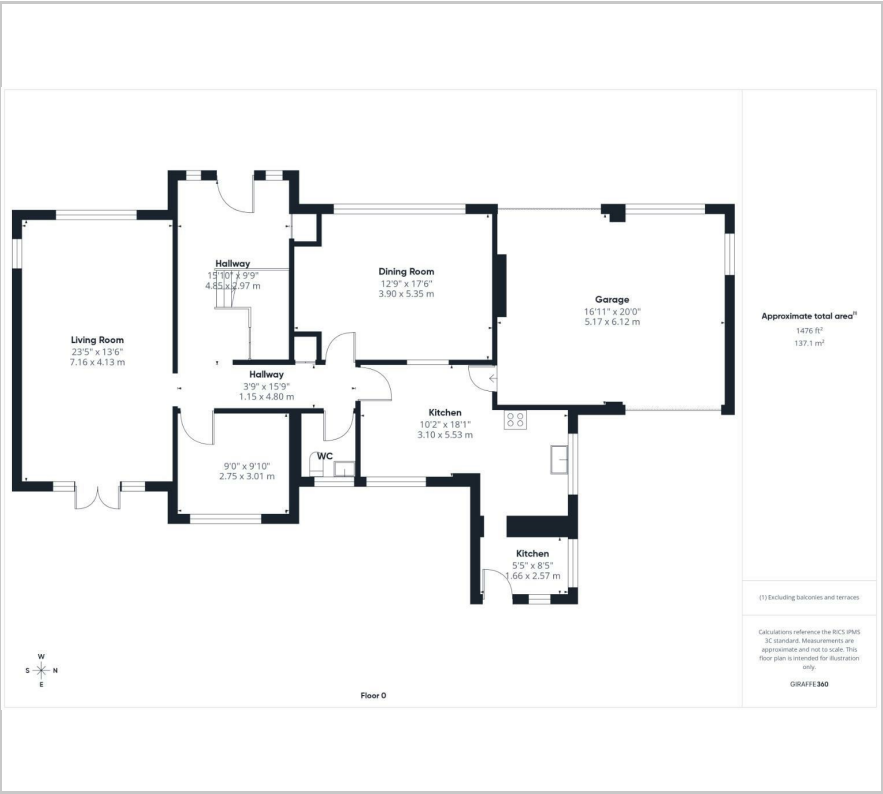 Hallway
15'10" x 9'9"
4.85 x 2.97 m
Dining Room
12'9" x 17'6"
3.90 x 5.35 m
Garage
16'11" x 20'0"
5.17 x 6.12 m
Living Room
23'5" x 13'6"
7.16 x 4.13 m
Hallway
3'9" x 15'9"
1.15 x 4.80 m
Kitchen
10'2" x 18'1"
3.10 x 5.53 m
WC
9'0" x 9'10"
2.75 x 3.01 m
Kitchen
5'5" x 8'5"
1.66 x 2.57 m
W
S N
E
Floor 0
Approximate total area(1)
1476 ft²
137.1 m²
(1) Excluding balconies and terraces
Calculations reference the RICS IPMS
3C standard. Measurements are
approximate and not to scale. This
floor plan is intended for illustration
only.
GIRAFFE360